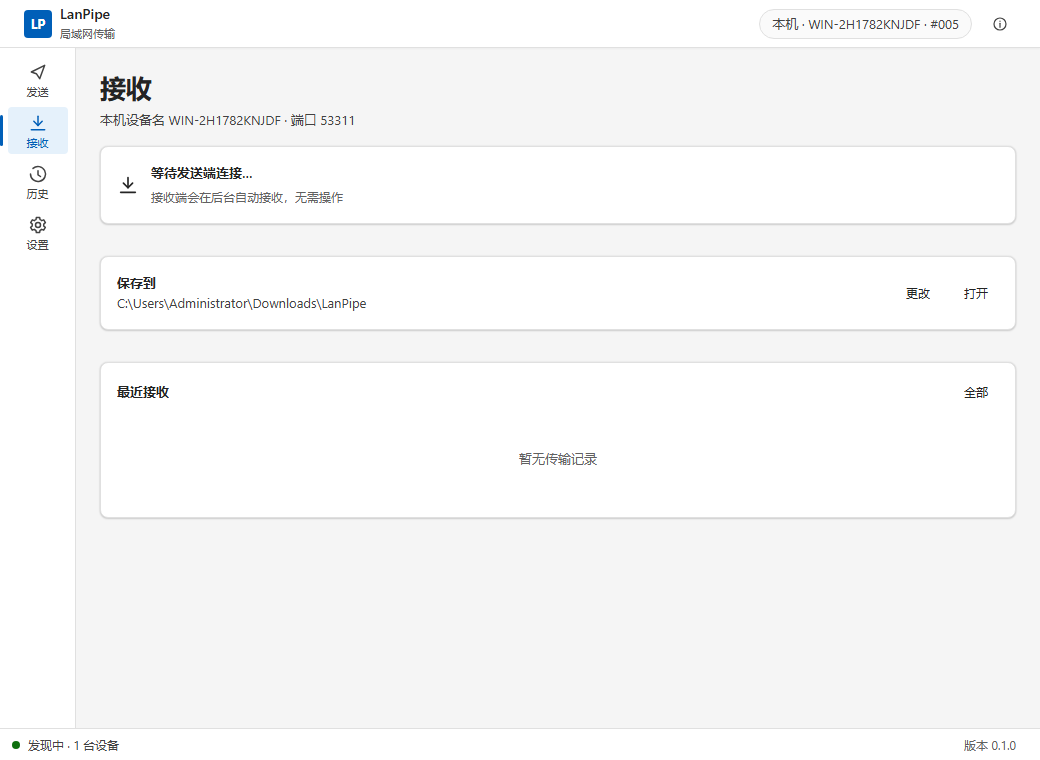 LP
LanPipe
局域网传输
本机 · WIN-2H1782KNJDF · #005
发送
接收
历史
设置
接收
本机设备名 WIN-2H1782KNJDF · 端口 53311
等待发送端连接...
接收端会在后台自动接收，无需操作
保存到
C:\Users\Administrator\Downloads\LanPipe
更改
打开
最近接收
全部
暂无传输记录
发现中 · 1 台设备
版本 0.1.0